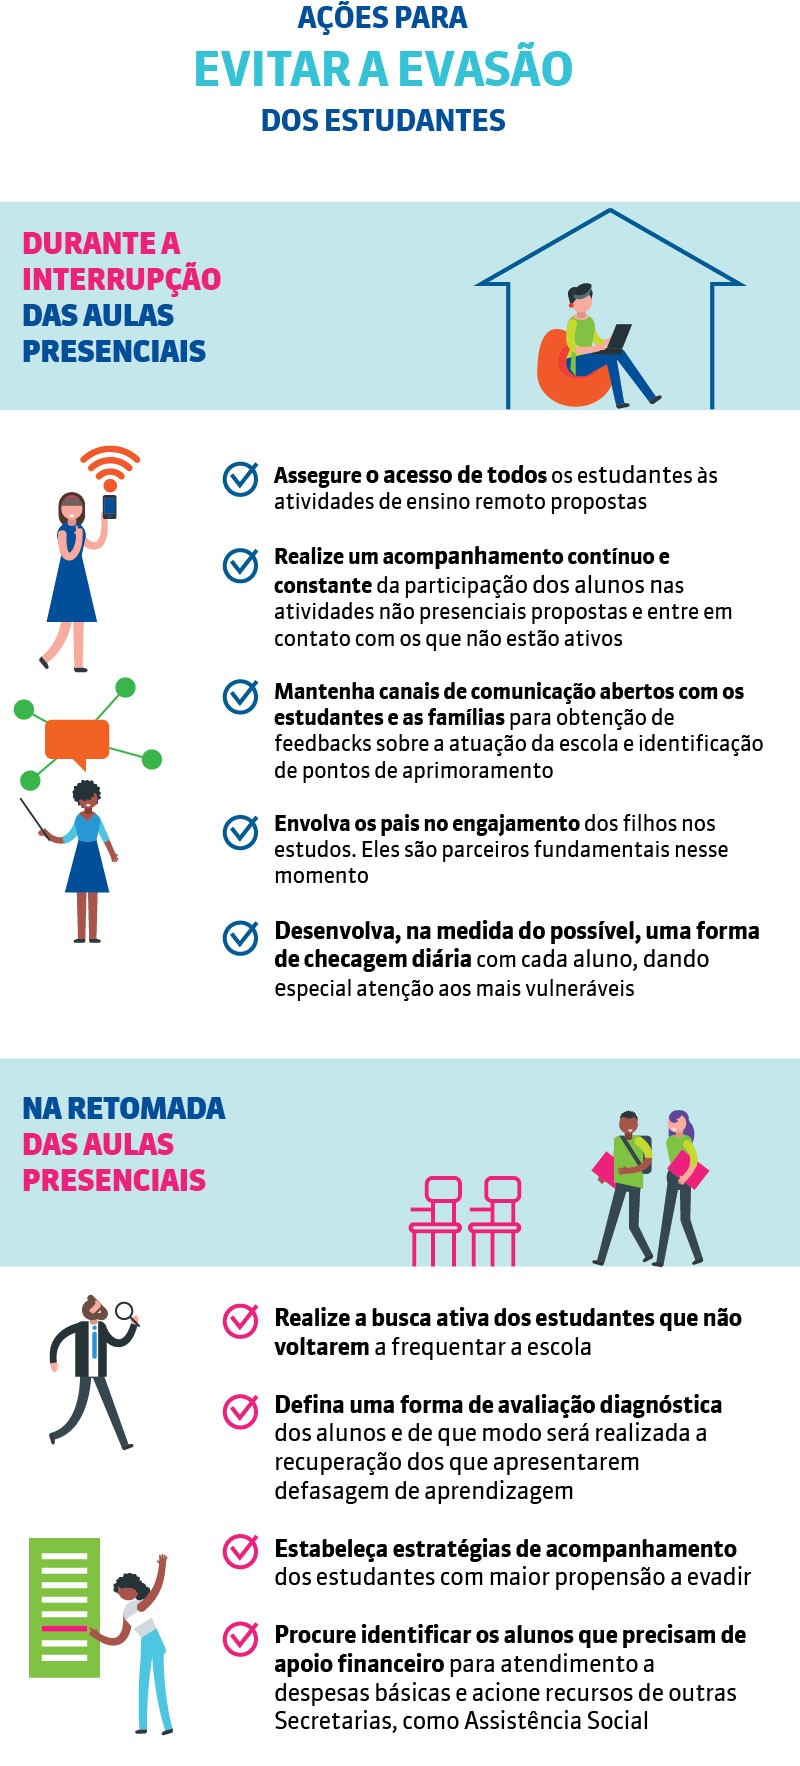 AÇÕES PARA
EVITAR A EVASÃO
DOS ESTUDANTES
DURANTE A
INTERRUPÇÃO
DAS AULAS
PRESENCIAIS
Assegure o acesso de todos os estudantes às
atividades de ensino remoto propostas
Realize um acompanhamento contínuo e
constante da participação dos alunos nas
atividades não presenciais propostas e entre em
contato com os que não estão ativos
Mantenha canais de comunicação abertos com os
estudantes e as famílias para obtenção de
feedbacks sobre a atuação da escola e identificação
de pontos de aprimoramento
Envolva os pais no engajamento dos filhos nos
estudos. Eles são parceiros fundamentais nesse
momento
Desenvolva, na medida do possível, uma forma
de checagem diária com cada aluno, dando
especial atenção aos mais vulneráveis
NA RETOMADA
DAS AULAS
PRESENCIAIS
Realize a busca ativa dos estudantes que não
voltarem a frequentar a escola
Defina uma forma de avaliação diagnóstica
dos alunos e de que modo será realizada a
recuperação dos que apresentarem
defasagem de aprendizagem
Estabeleça estratégias de acompanhamento
dos estudantes com maior propensão a evadir
Procure identificar os alunos que precisam de
apoio financeiro para atendimento a
despesas básicas e acione recursos de outras
Secretarias, como Assistência Social